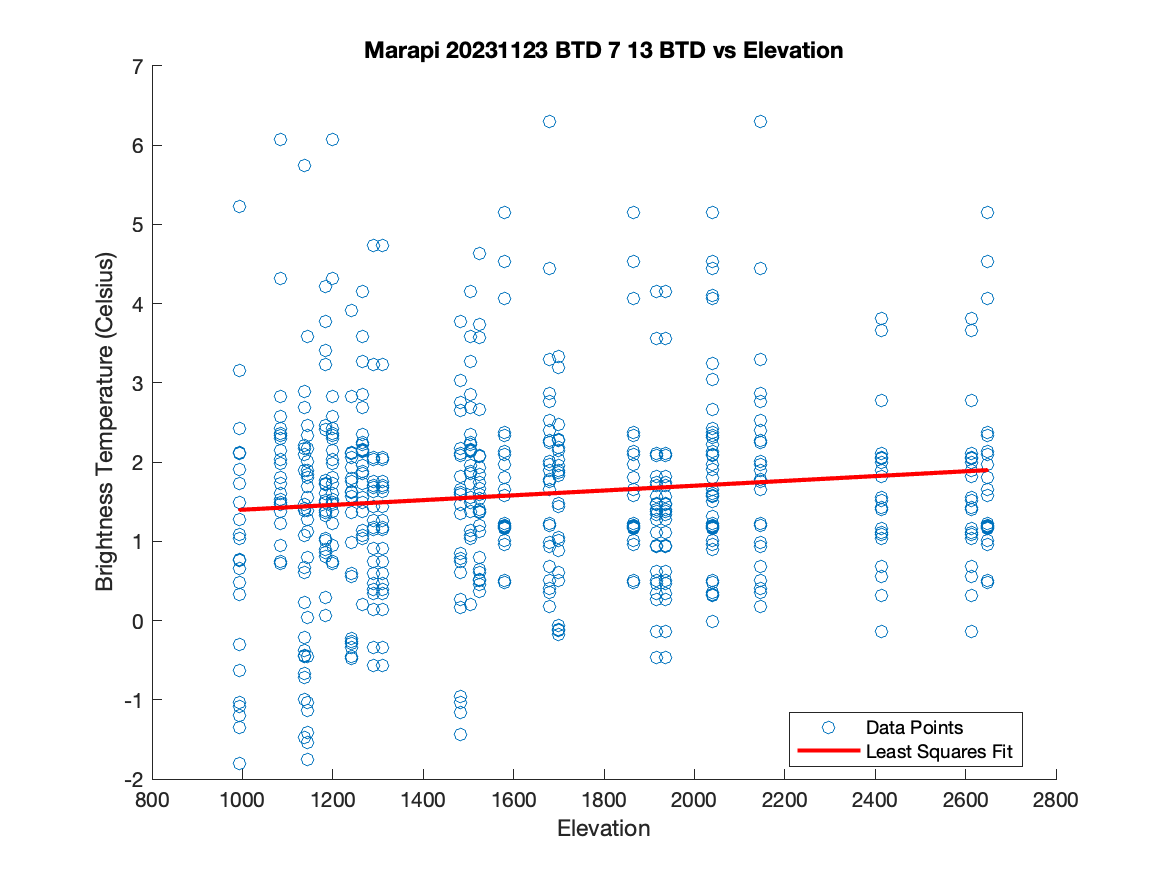 Marapi 20231123 BTD 7 13 BTD vs Elevation
7
6
5
4
3
2
1
0
-1
-2
Brightness Temperature (Celsius)
Data Points
Least Squares Fit
800 1000 1200 1400 1600 1800 2000 2200 2400 2600 2800
Elevation